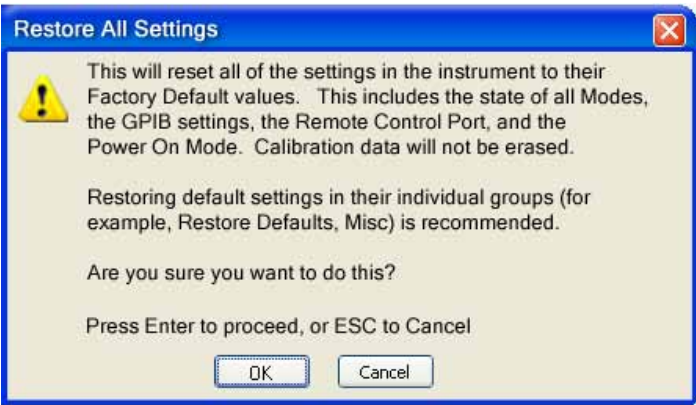 Restore All Settings
This will reset all of the settings in the instrument to their
Factory Default values. This includes the state of all Modes,
the GPIB settings, the Remote Control Port, and the
Power On Mode. Calibration data will not be erased.
Restoring default settings in their individual groups (for
example, Restore Defaults, Misc) is recommended.
Are you sure you want to do this?
Press Enter to proceed, or ESC to Cancel
OK
Cancel